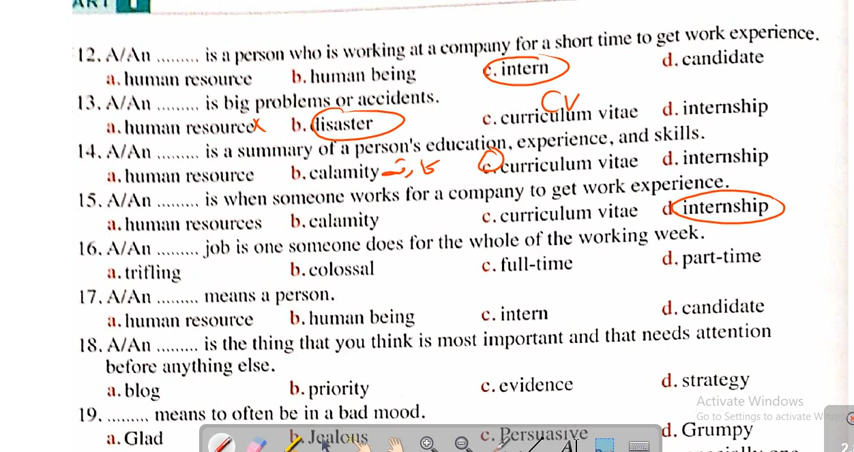 ART 1
12. A/An ......... is a person who is working at a company for a short time to get work experience.
a. human resource b. human being c. intern d. candidate
13. A/An ......... is big problems or accidents.
CV
a. human resource x b. disaster c. curriculum vitae d. internship
14. A/An ......... is a summary of a person's education, experience, and skills.
a. human resource b. calamity c. curriculum vitae d. internship
15. A/An ......... is when someone works for a company to get work experience.
a. human resources b. calamity c. curriculum vitae d. internship
16. A/An ......... job is one someone does for the whole of the working week.
a. trifling b. colossal c. full-time d. part-time
17. A/An ......... means a person.
a. human resource b. human being c. intern d. candidate
18. A/An ......... is the thing that you think is most important and that needs attention
before anything else.
a. blog b. priority c. evidence d. strategy
Activate Windows
Go to Settings to activate
19. ......... means to often be in a bad mood.
a. Glad b. Jealous c. Persuasive d. Grumpy